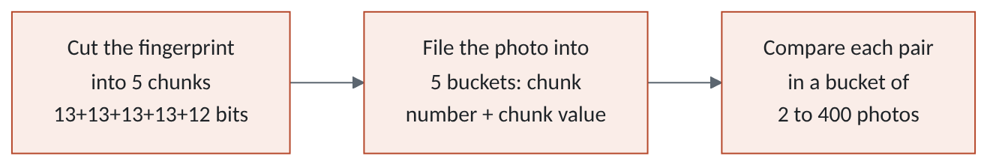 Cut the fingerprint
into 5 chunks
13+13+13+13+12 bits
File the photo into
5 buckets: chunk
number + chunk value
Compare each pair
in a bucket of
2 to 400 photos